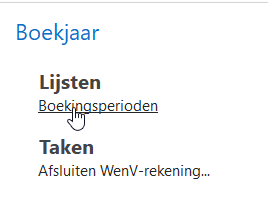 Boekjaar
Lijsten
Boekingsperioden
Taken
Afsluiten WenV-rekening...